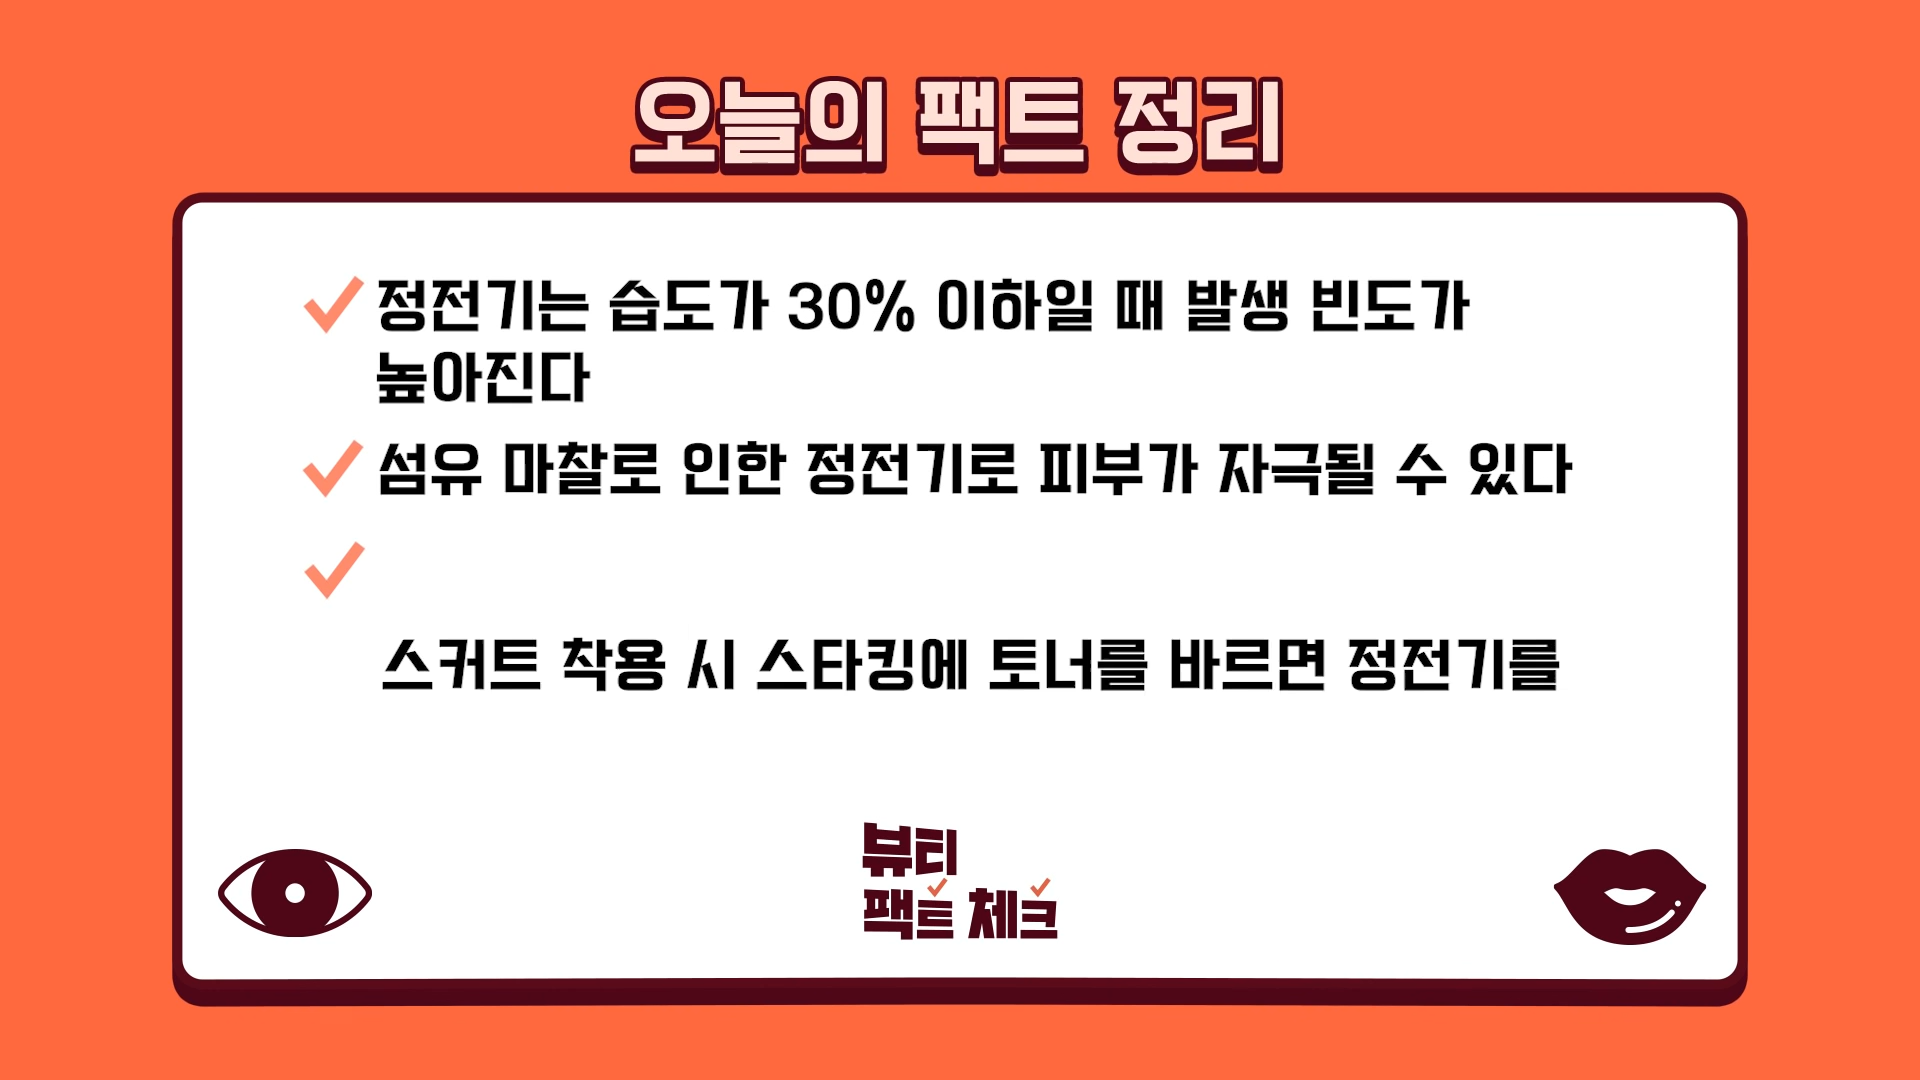 오늘의 팩트 정리
정전기는 습도가 30% 이하일 때 발생 빈도가
높아진다
섬유 마찰로 인한 정전기로 피부가 자극될 수 있다
스커트 착용 시 스타킹에 토너를 바르면 정전기를
뷰티
팩트 체크